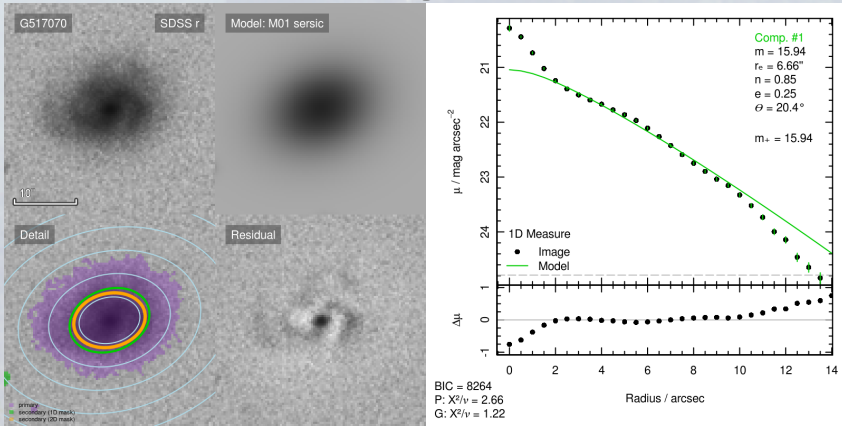 G517070
SDSS r
10"
Model: M01 sersic
Detail
primary
secondary (1D mask)
secondary (2D mask)
Residual
21
22
23
24
μ / mag arcsec⁻²
Comp. #1
m = 15.94
rₑ = 6.66"
n = 0.85
e = 0.25
Θ = 20.4°
m₊ = 15.94
1D Measure
Image
Model
1
0
-1
Δμ
0 2 4 6 8 10 12 14
Radius / arcsec
BIC = 8264
P: X²/ν = 2.66
G: X²/ν = 1.22